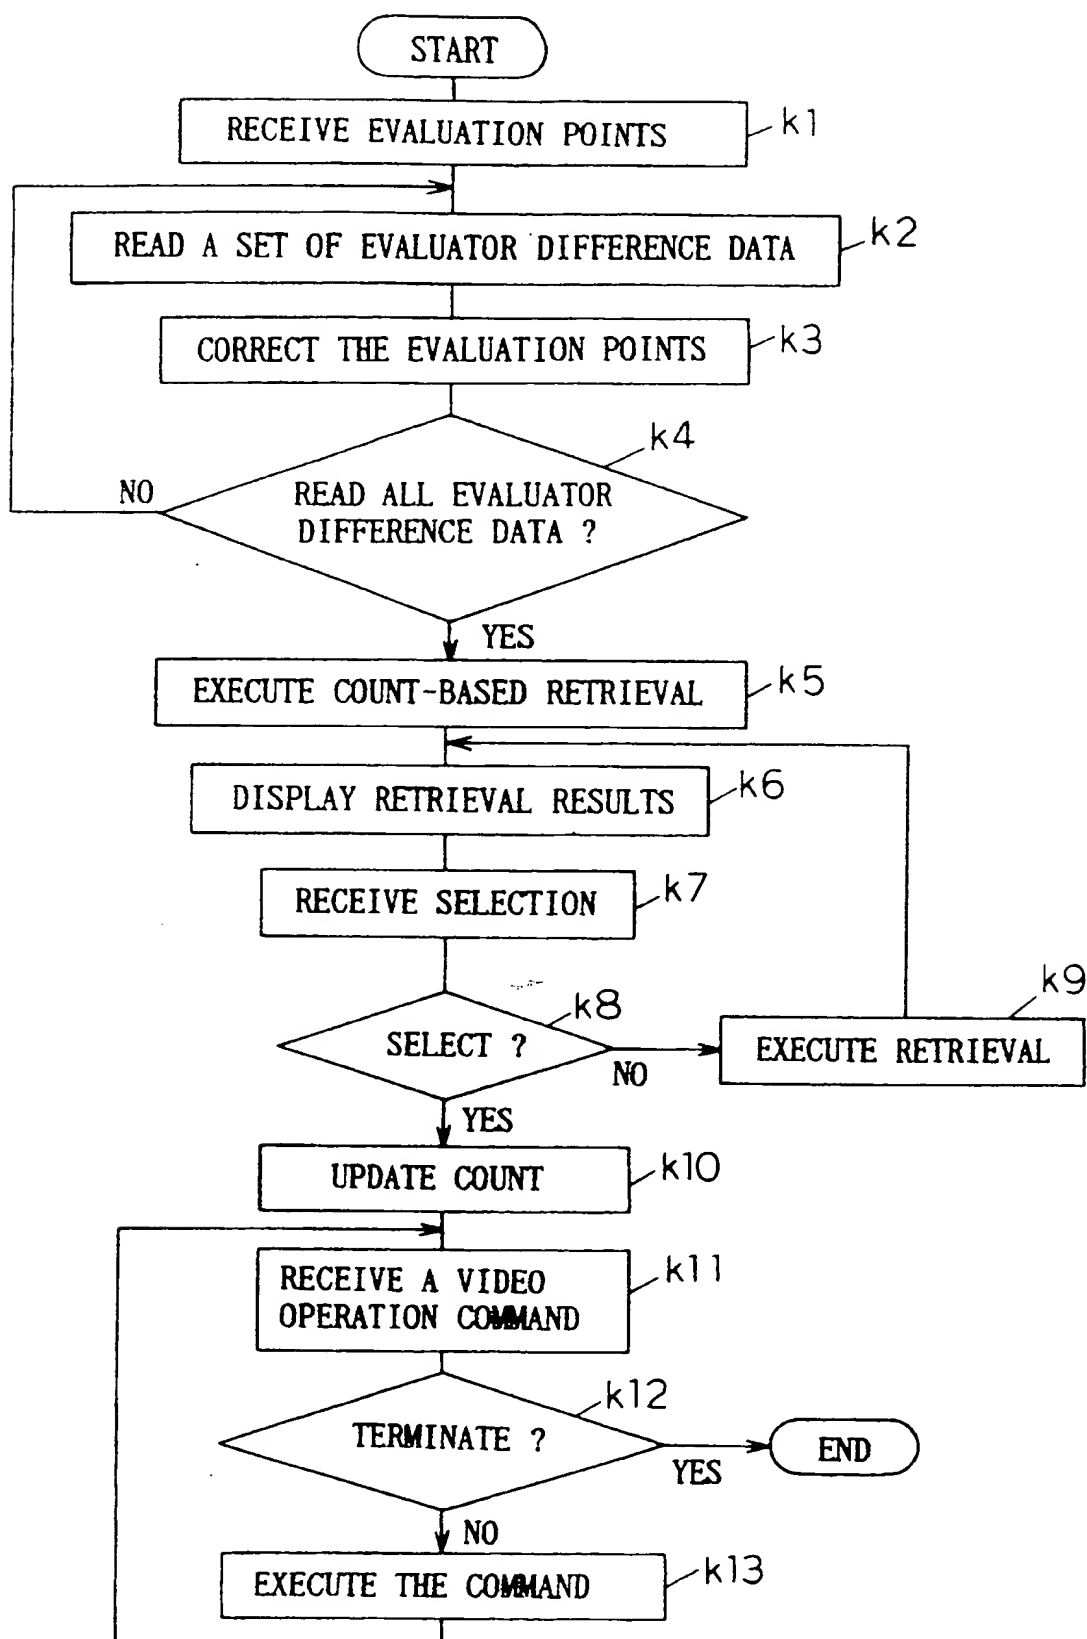 START
RECEIVE EVALUATION POINTS
k1
READ A SET OF EVALUATOR DIFFERENCE DATA
k2
CORRECT THE EVALUATION POINTS
k3
k4
NO
READ ALL EVALUATOR
DIFFERENCE DATA ?
YES
EXECUTE COUNT-BASED RETRIEVAL
k5
DISPLAY RETRIEVAL RESULTS
k6
RECEIVE SELECTION
k7
k8
SELECT ?
NO
k9
EXECUTE RETRIEVAL
YES
UPDATE COUNT
k10
RECEIVE A VIDEO
OPERATION COMMAND
k11
k12
TERMINATE ?
YES
END
NO
EXECUTE THE COMMAND
k13